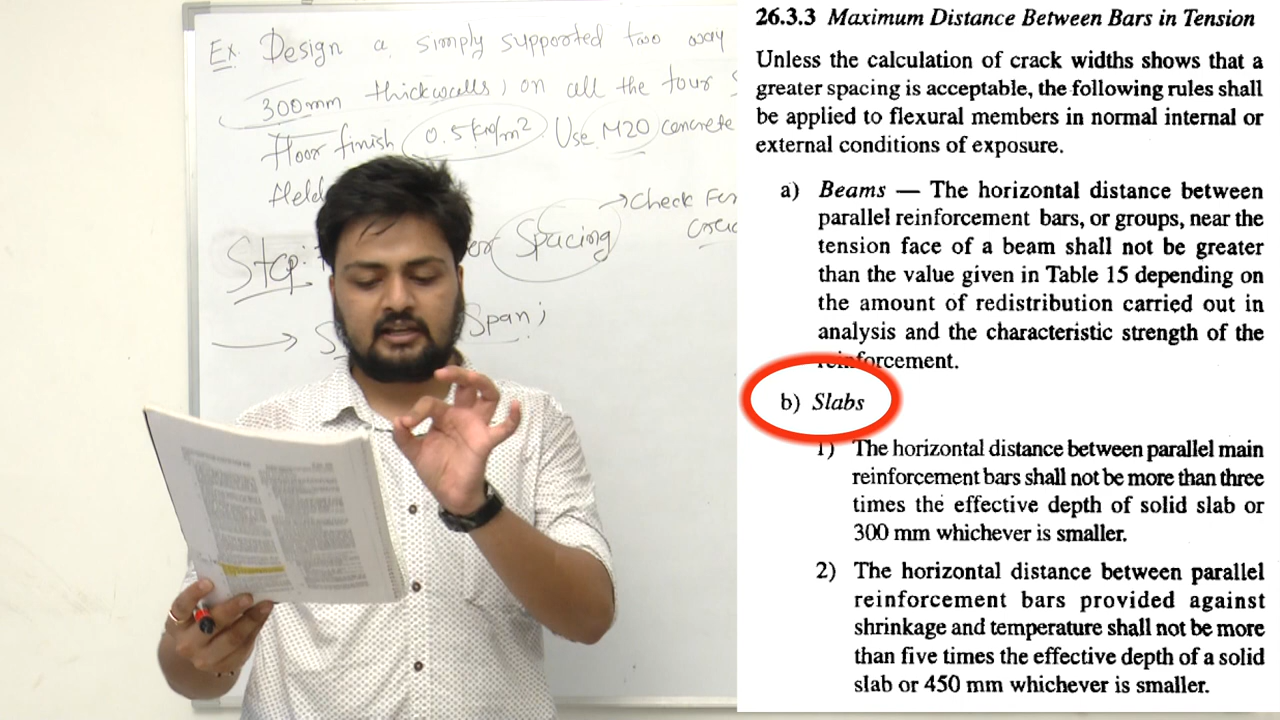 Ex: Design a simply supported two way
300mm thick walls, on all the four
Floor finish 0.5 kN/m² Use M20 concrete
field
Step: er Spacing → Check For
crac
→ S Span ;
26.3.3 Maximum Distance Between Bars in Tension
Unless the calculation of crack widths shows that a
greater spacing is acceptable, the following rules shall
be applied to flexural members in normal internal or
external conditions of exposure.
a) Beams — The horizontal distance between
parallel reinforcement bars, or groups, near the
tension face of a beam shall not be greater
than the value given in Table 15 depending on
the amount of redistribution carried out in
analysis and the characteristic strength of the
reinforcement.
b) Slabs
1) The horizontal distance between parallel main
reinforcement bars shall not be more than three
times the effective depth of solid slab or
300 mm whichever is smaller.
2) The horizontal distance between parallel
reinforcement bars provided against
shrinkage and temperature shall not be more
than five times the effective depth of a solid
slab or 450 mm whichever is smaller.